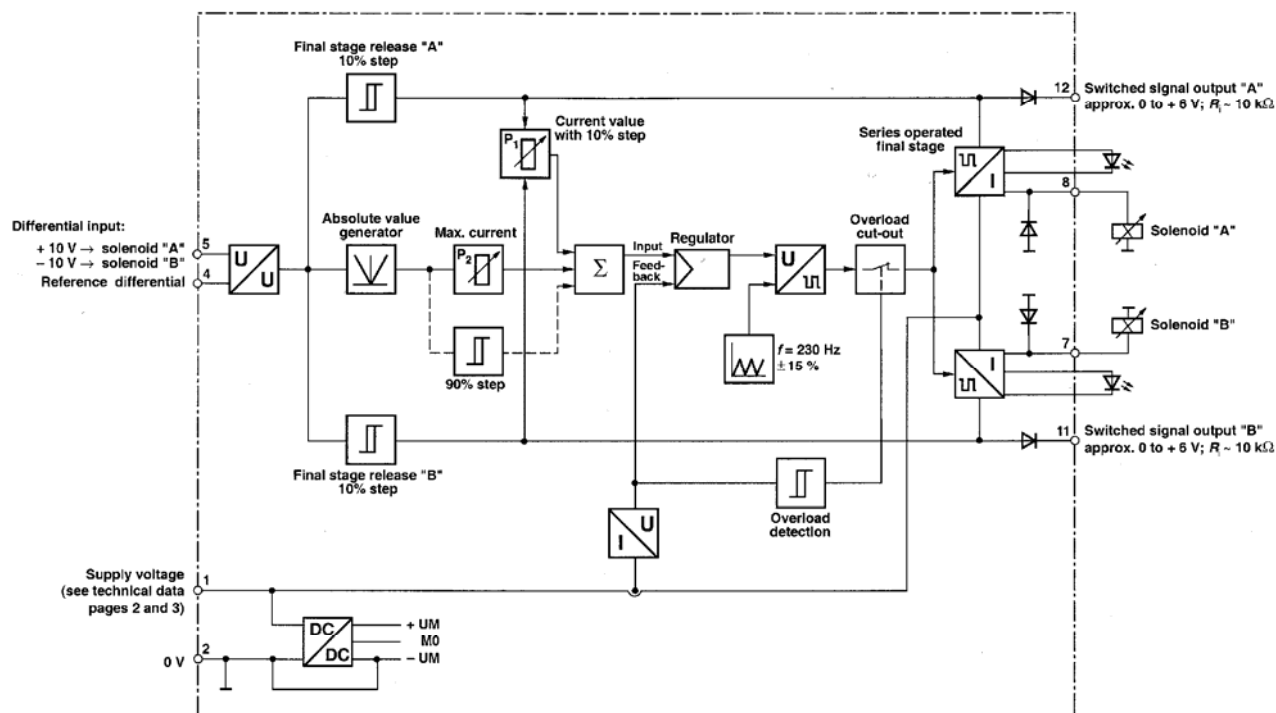 Final stage release "A"
10% step
12
Switched signal output "A"
approx. 0 to + 6 V; Ri ~ 10 kΩ
P1
Current value
with 10% step
Series operated
final stage
I
8
Differential input:
+ 10 V → solenoid "A"
– 10 V → solenoid "B"
Reference differential
5
4
U
U
Absolute value
generator
Max. current
P2
Σ
Input
Feed-
back
Regulator
U
Overload
cut-out
Solenoid "A"
Solenoid "B"
90% step
f = 230 Hz
±15 %
I
7
Final stage release "B"
10% step
11
Switched signal output "B"
approx. 0 to + 6 V; Ri ~ 10 kΩ
Overload
detection
U
I
Supply voltage
(see technical data
pages 2 and 3)
1
DC
DC
+ UM
M0
– UM
2
0 V